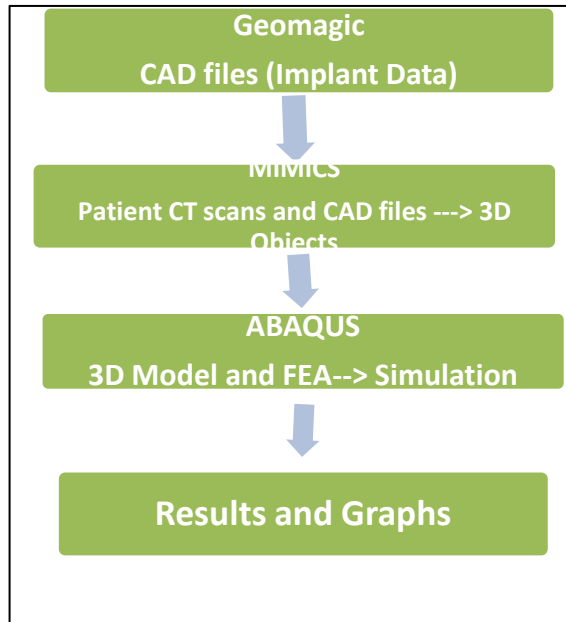 Geomagic
CAD files (Implant Data)
MIMICS
Patient CT scans and CAD files ---> 3D
Objects
ABAQUS
3D Model and FEA--> Simulation
Results and Graphs